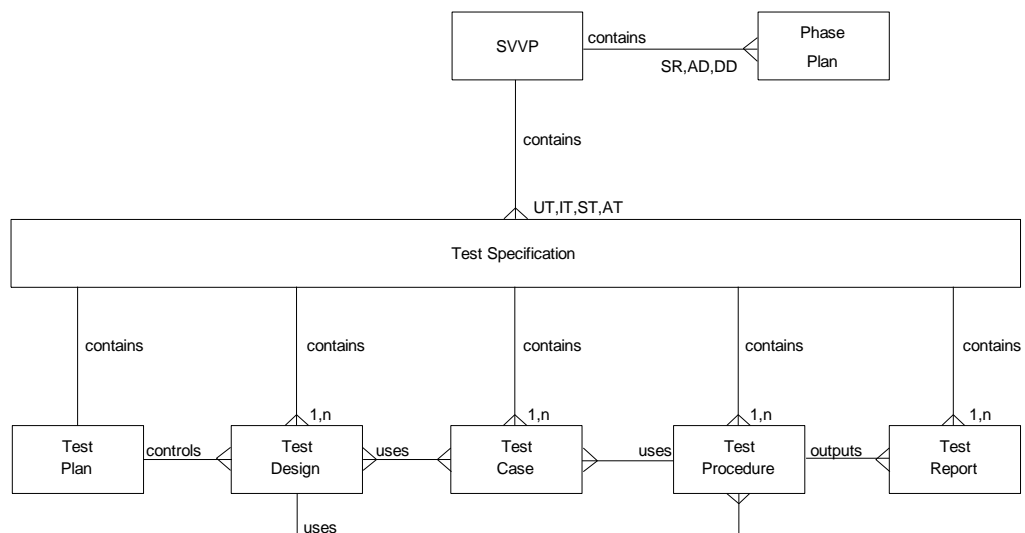 SVVP
contains
SR,AD,DD
Phase
Plan
contains
UT,IT,ST,AT
Test Specification
contains
contains
contains
contains
contains
1,n
1,n
1,n
1,n
Test
Plan
controls
Test
Design
uses
Test
Case
uses
Test
Procedure
outputs
Test
Report
uses